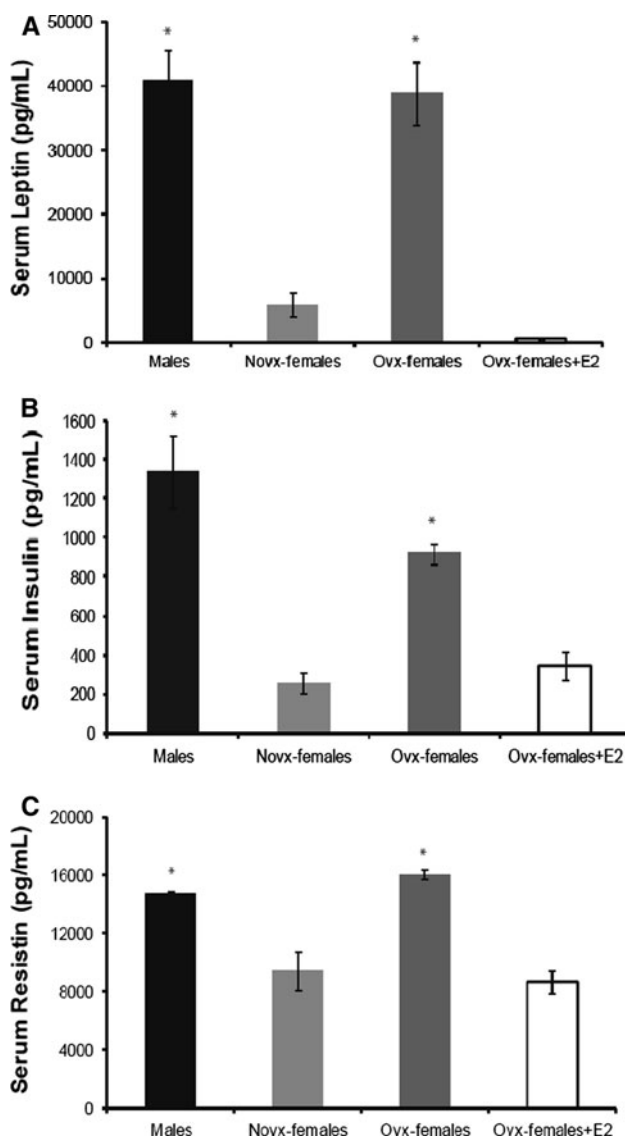 A
Serum Leptin (pg/mL)
50000
40000
30000
20000
10000
0
*
*
Males
Novx-females
Ovx-females
Ovx-females+E2
B
Serum Insulin (pg/mL)
1600
1400
1200
1000
800
600
400
200
0
*
*
Males
Novx-females
Ovx-females
Ovx-females+E2
C
Serum Resistin (pg/mL)
20000
16000
12000
8000
4000
0
*
*
Males
Novx-females
Ovx-females
Ovx-females+E2